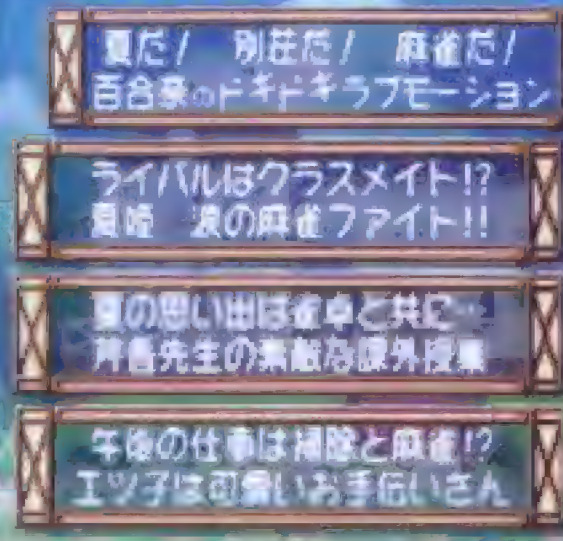 夏だ! 別荘だ! 麻雀だ!
百合奈のドキドキラブモーション
ライバルはクラスメイト!?
夏崎 渚の麻雀ファイト!!
夏の思い出は雀卓と共に…
先生の素敵な課外授業
午後の仕事は掃除と麻雀!?
エツ子は可愛いお手伝いさん